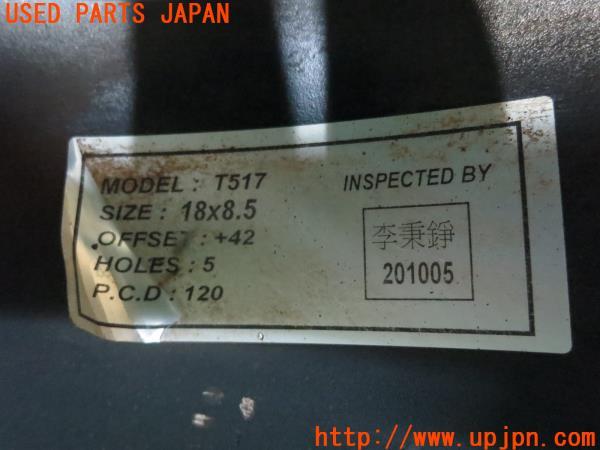 USED PARTS JAPAN
MODEL : T517
SIZE : 18x8.5
OFFSET : +42
HOLES : 5
P.C.D : 120
INSPECTED BY
李秉錚
201005
UPJ
http://www.upjpn.com/